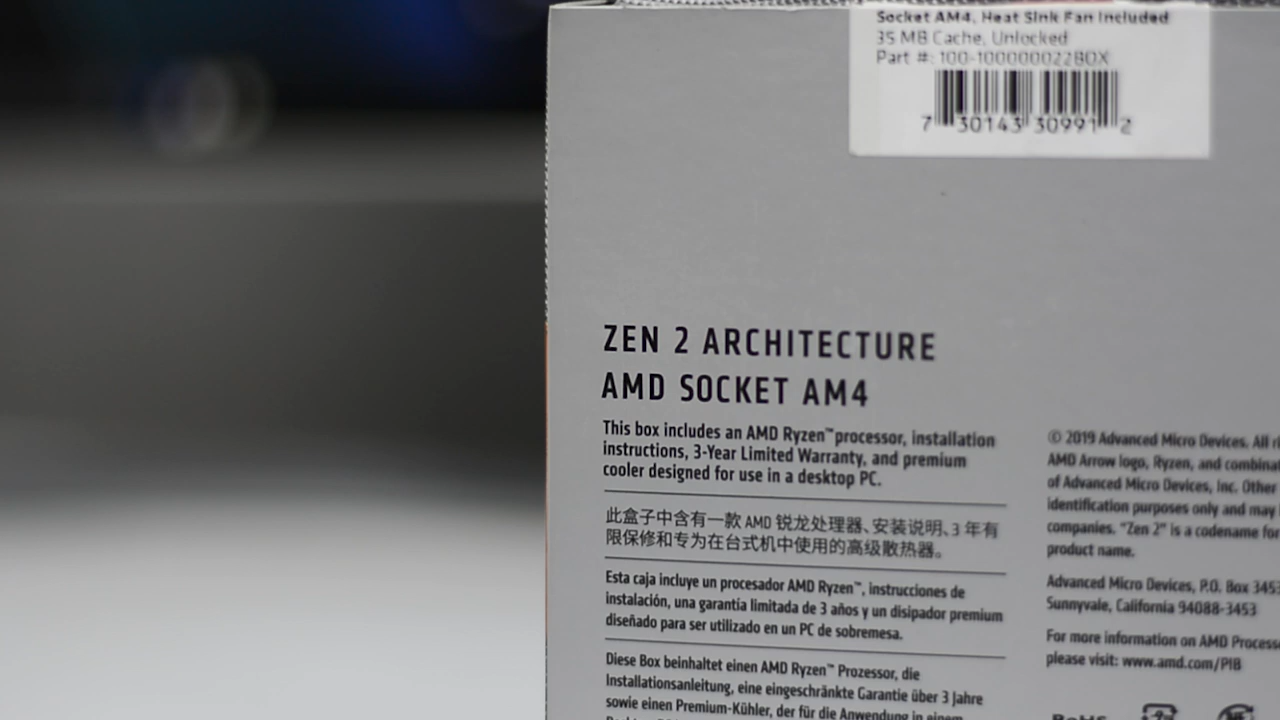 Socket AM4, Heat Sink Fan Included
35 MB Cache, Unlocked
Part #: 100-100000022BOX
7 30143 30991 2
ZEN 2 ARCHITECTURE
AMD SOCKET AM4
This box includes an AMD Ryzen™ processor, installation
instructions, 3-Year Limited Warranty, and premium
cooler designed for use in a desktop PC.
此盒子中含有一款 AMD 锐龙处理器、安装说明、3 年有
限保修和专为在台式机中使用的高级散热器。
Esta caja incluye un procesador AMD Ryzen™, instrucciones de
instalación, una garantía limitada de 3 años y un disipador premium
diseñado para ser utilizado en un PC de sobremesa.
Diese Box beinhaltet einen AMD Ryzen™ Prozessor, die
Installationsanleitung, eine eingeschränkte Garantie über 3 Jahre
sowie einen Premium-Kühler, der für die Anwendung in einem
© 2019 Advanced Micro Devices. All
AMD Arrow logo, Ryzen, and
of Advanced Micro Devices, Inc. Other
identification purposes only and may
companies. "Zen 2" is a codename for
product name.
Advanced Micro Devices, P.O. Box 345
Sunnyvale, California 94088-3453
For more information on AMD
please visit: www.amd.com/PIB
RoHS